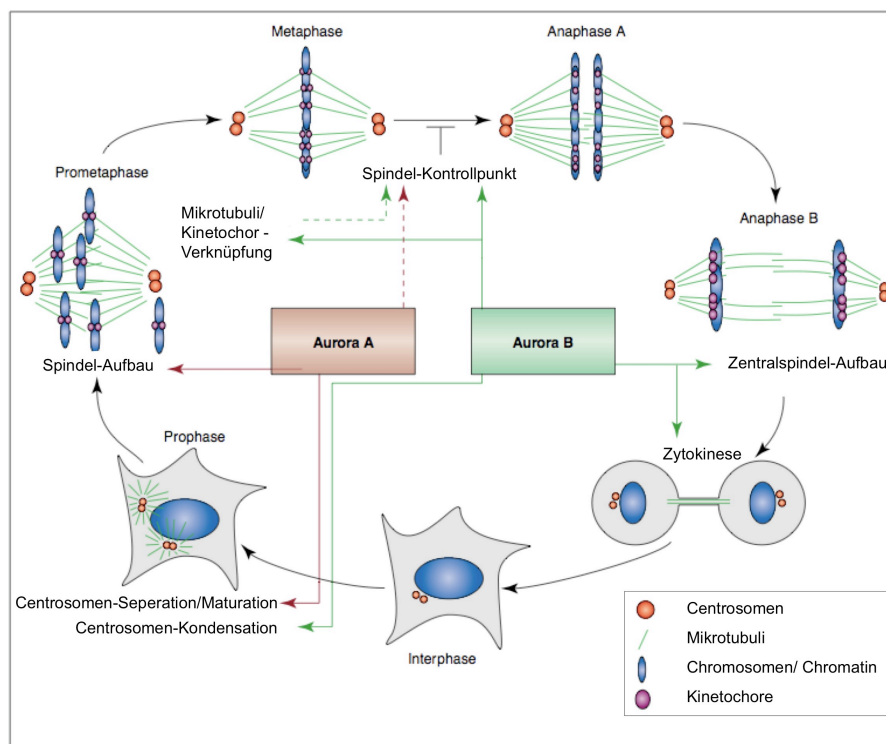 Metaphase
Anaphase A
Spindel-Kontrollpunkt
Prometaphase
Mikrotubuli/
Kinetochor -
Verknüpfung
Anaphase B
Aurora A
Aurora B
Spindel-Aufbau
Zentralspindel-Aufbau
Prophase
Zytokinese
Centrosomen-Seperation/Maturation
Centrosomen-Kondensation
Interphase
Centrosomen
Mikrotubuli
Chromosomen/ Chromatin
Kinetochore